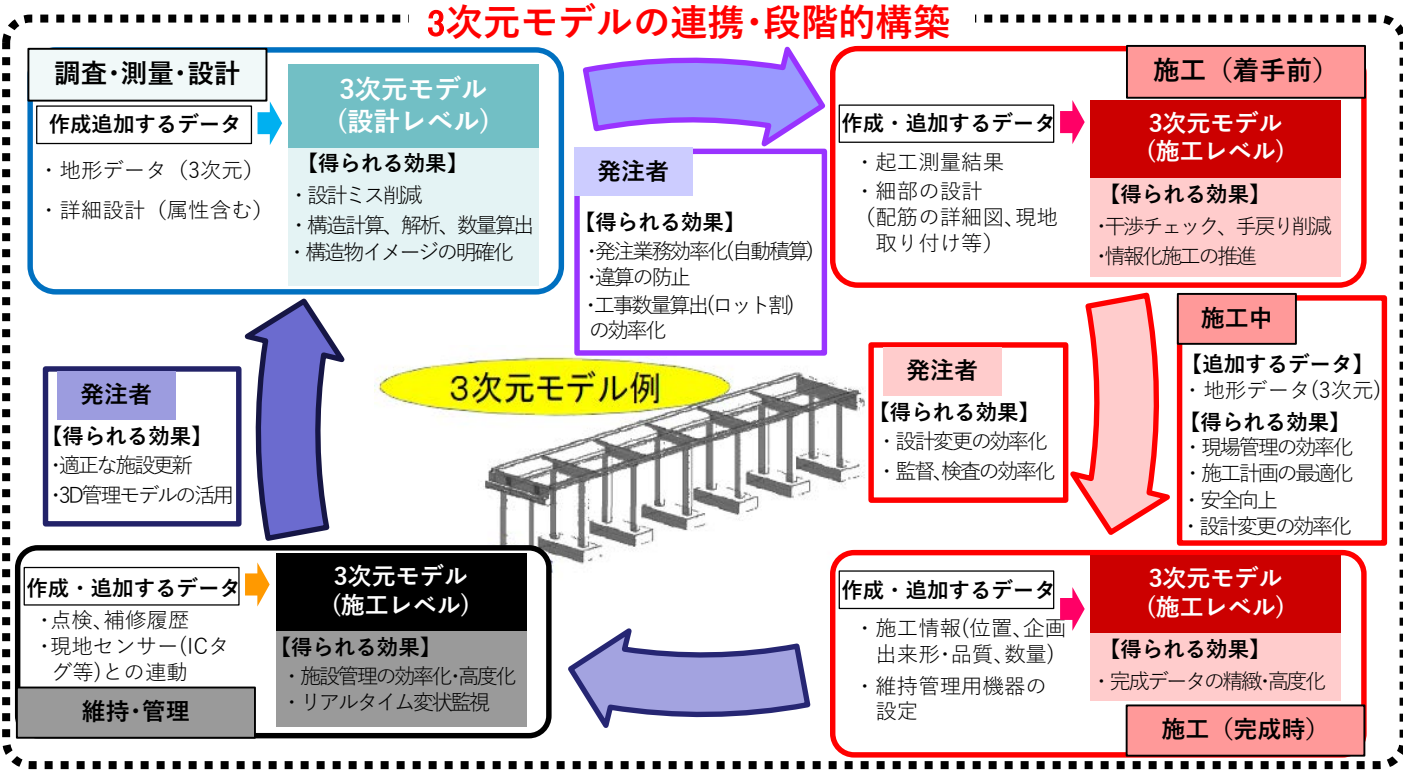 3次元モデルの連携・段階的構築
調査・測量・設計
作成追加するデータ
・地形データ（3次元）
・詳細設計（属性含む）
3次元モデル
(設計レベル)
【得られる効果】
・設計ミス削減
・構造計算、解析、数量算出
・構造物イメージの明確化
発注者
【得られる効果】
・発注業務効率化(自動積算)
・違算の防止
・工事数量算出(ロット割)
の効率化
施工（着手前）
作成・追加するデータ
・起工測量結果
・細部の設計
（配筋の詳細図、現地
取り付け等）
3次元モデル
(施工レベル)
【得られる効果】
・干渉チェック、手戻り削減
・情報化施工の推進
施工中
【追加するデータ】
・地形データ(3次元)
【得られる効果】
・現場管理の効率化
・施工計画の最適化
・安全向上
・設計変更の効率化
発注者
【得られる効果】
・設計変更の効率化
・監督、検査の効率化
3次元モデル例
発注者
【得られる効果】
・適正な施設更新
・3D管理モデルの活用
作成・追加するデータ
・施工情報(位置、企画
出来形・品質、数量)
・維持管理用機器の
設定
3次元モデル
(施工レベル)
【得られる効果】
・完成データの精緻・高度化
施工（完成時）
作成・追加するデータ
・点検、補修履歴
・現地センサー(ICタ
グ等)との連動
維持・管理
3次元モデル
(施工レベル)
【得られる効果】
・施設管理の効率化・高度化
・リアルタイム変状監視